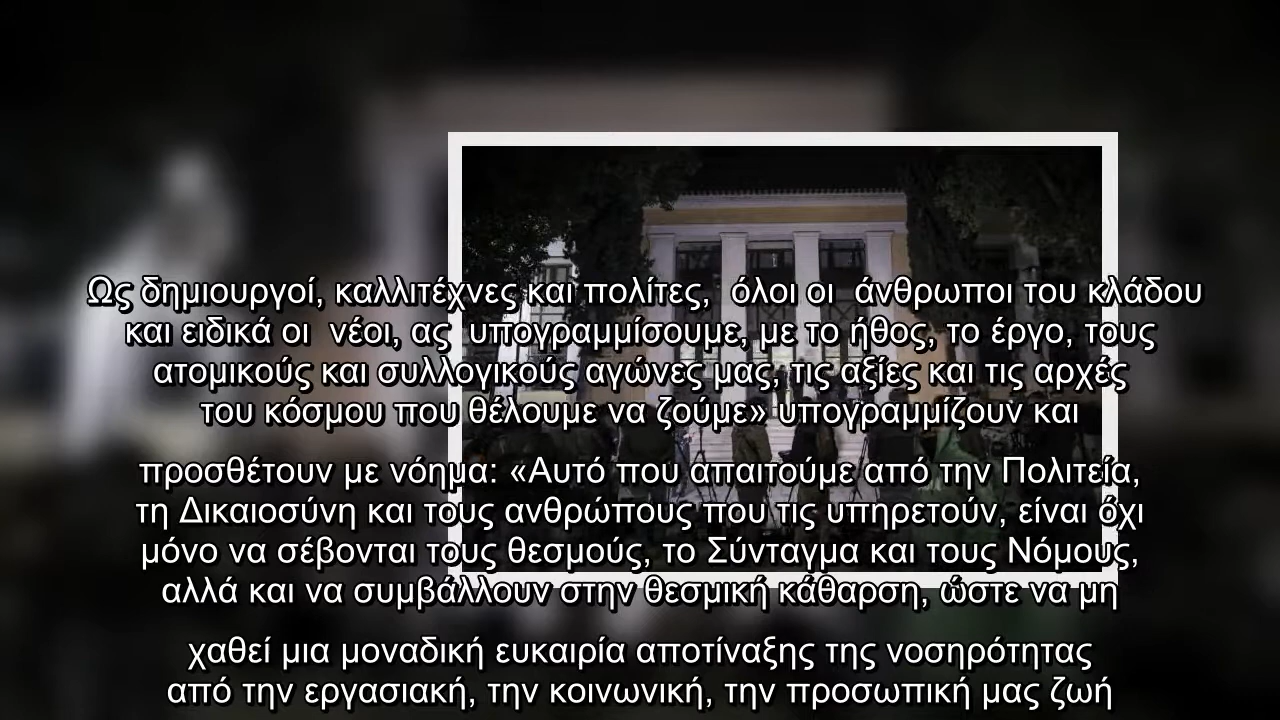 Ως δημιουργοί, καλλιτέχνες και πολίτες,  όλοι οι  άνθρωποι του κλάδου
και ειδικά οι  νέοι, ας  υπογραμμίσουμε, με το ήθος, το έργο, τους
ατομικούς και συλλογικούς αγώνες μας, τις αξίες και τις αρχές
του κόσμου που θέλουμε να ζούμε» υπογραμμίζουν και
προσθέτουν με νόημα: «Αυτό που απαιτούμε από την Πολιτεία,
τη Δικαιοσύνη και τους ανθρώπους που τις υπηρετούν, είναι όχι
μόνο να σέβονται τους θεσμούς, το Σύνταγμα και τους Νόμους,
αλλά και να συμβάλλουν στην θεσμική κάθαρση, ώστε να μη
χαθεί μια μοναδική ευκαιρία αποτίναξης της νοσηρότητας
από την εργασιακή, την κοινωνική, την προσωπική μας ζωή